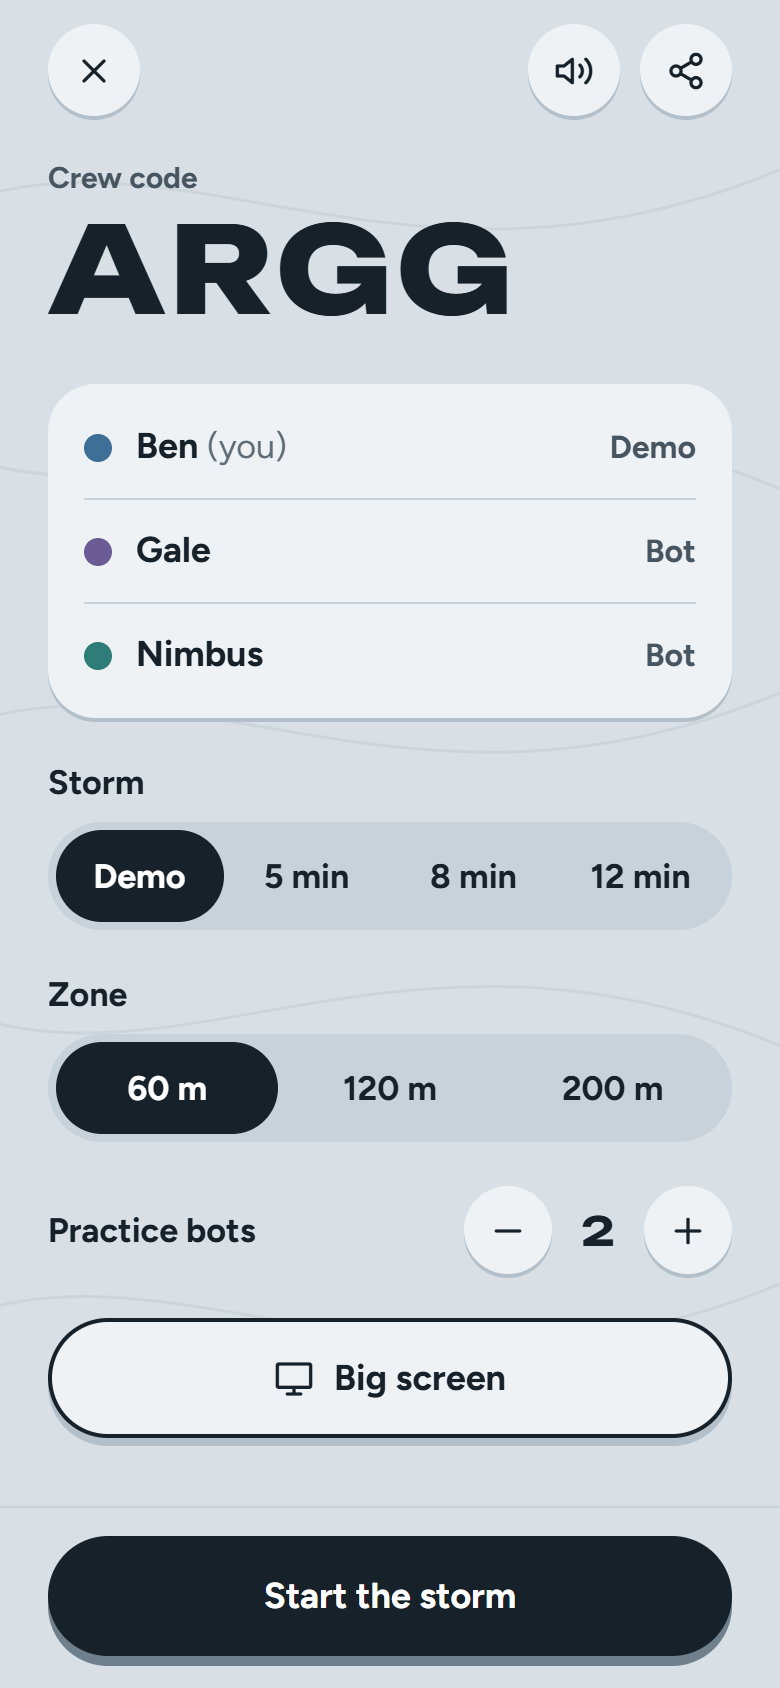 Crew code
ARGG
Ben (you) Demo
Gale Bot
Nimbus Bot
Storm
Demo 5 min 8 min 12 min
Zone
60 m 120 m 200 m
Practice bots 2
Big screen
Start the storm